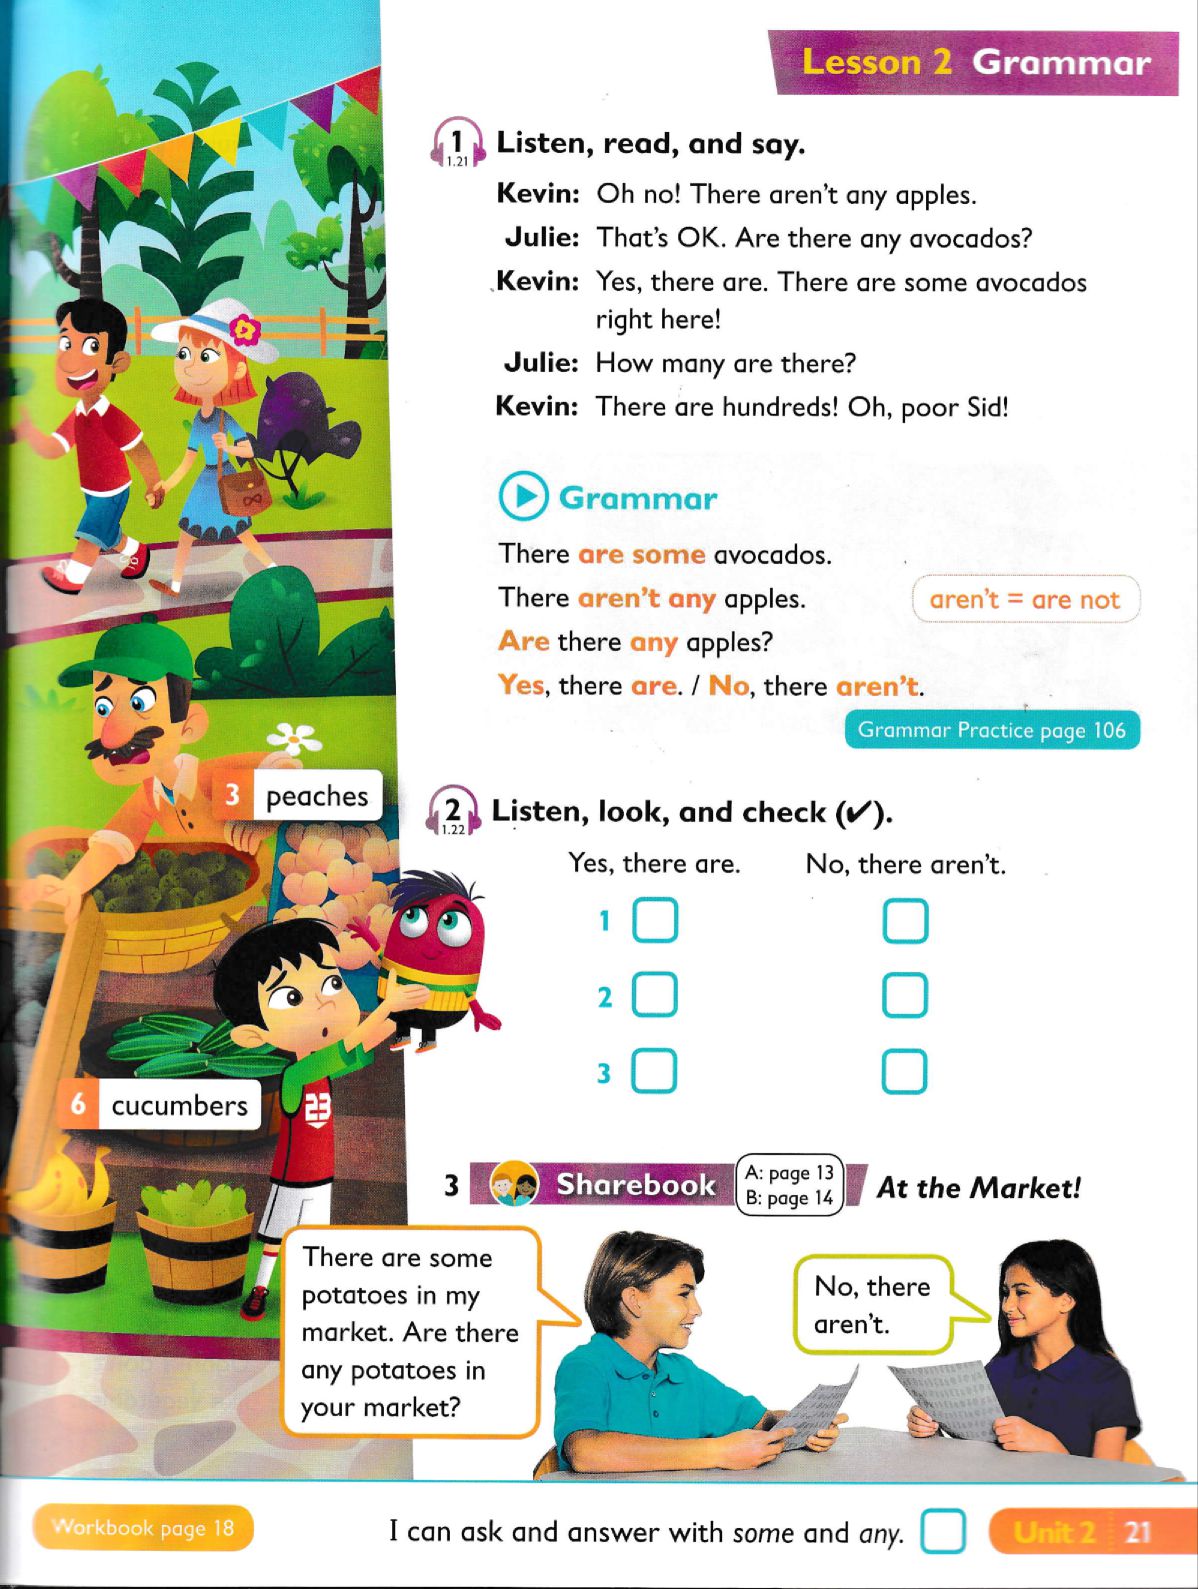 Lesson 2 Grammar
1
1.21
Listen, read, and say.
Kevin: Oh no! There aren't any apples.
Julie: That's OK. Are there any avocados?
Kevin: Yes, there are. There are some avocados
right here!
Julie: How many are there?
Kevin: There are hundreds! Oh, poor Sid!
Grammar
There are some avocados.
There aren't any apples.
aren't = are not
Are there any apples?
Yes, there are. / No, there aren't.
Grammar Practice page 106
3 peaches
2
1.22
Listen, look, and check (✔).
Yes, there are. No, there aren't.
1
2
3
6 cucumbers
23
3 Sharebook
A: page 13
B: page 14
At the Market!
There are some
potatoes in my
market. Are there
any potatoes in
your market?
No, there
aren't.
Workbook page 18
I can ask and answer with some and any.
Unit 2 21